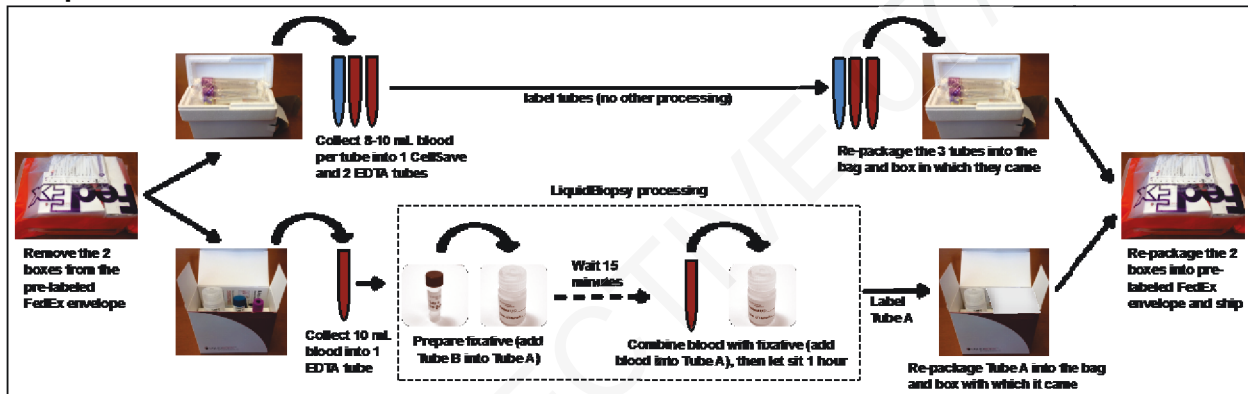 Collect 8-10 mL blood
per tube into 1 CellSave
and 2 EDTA tubes
label tubes (no other processing)
Re-package the 3 tubes into the
bag and box in which they came
FedEx
Remove the 2
boxes from the
pre-labeled
FedEx envelope
Collect 10 mL
blood into 1
EDTA tube
LiquidBiopsy processing
Prepare fixative (add
Tube B into Tube A)
Wait 15
minutes
Combine blood with fixative (add
blood into Tube A), then let sit 1 hour
Label
Tube A
Re-package Tube A into the bag
and box with which it came
FedEx
Re-package the 2
boxes into pre-
labeled FedEx
envelope and ship